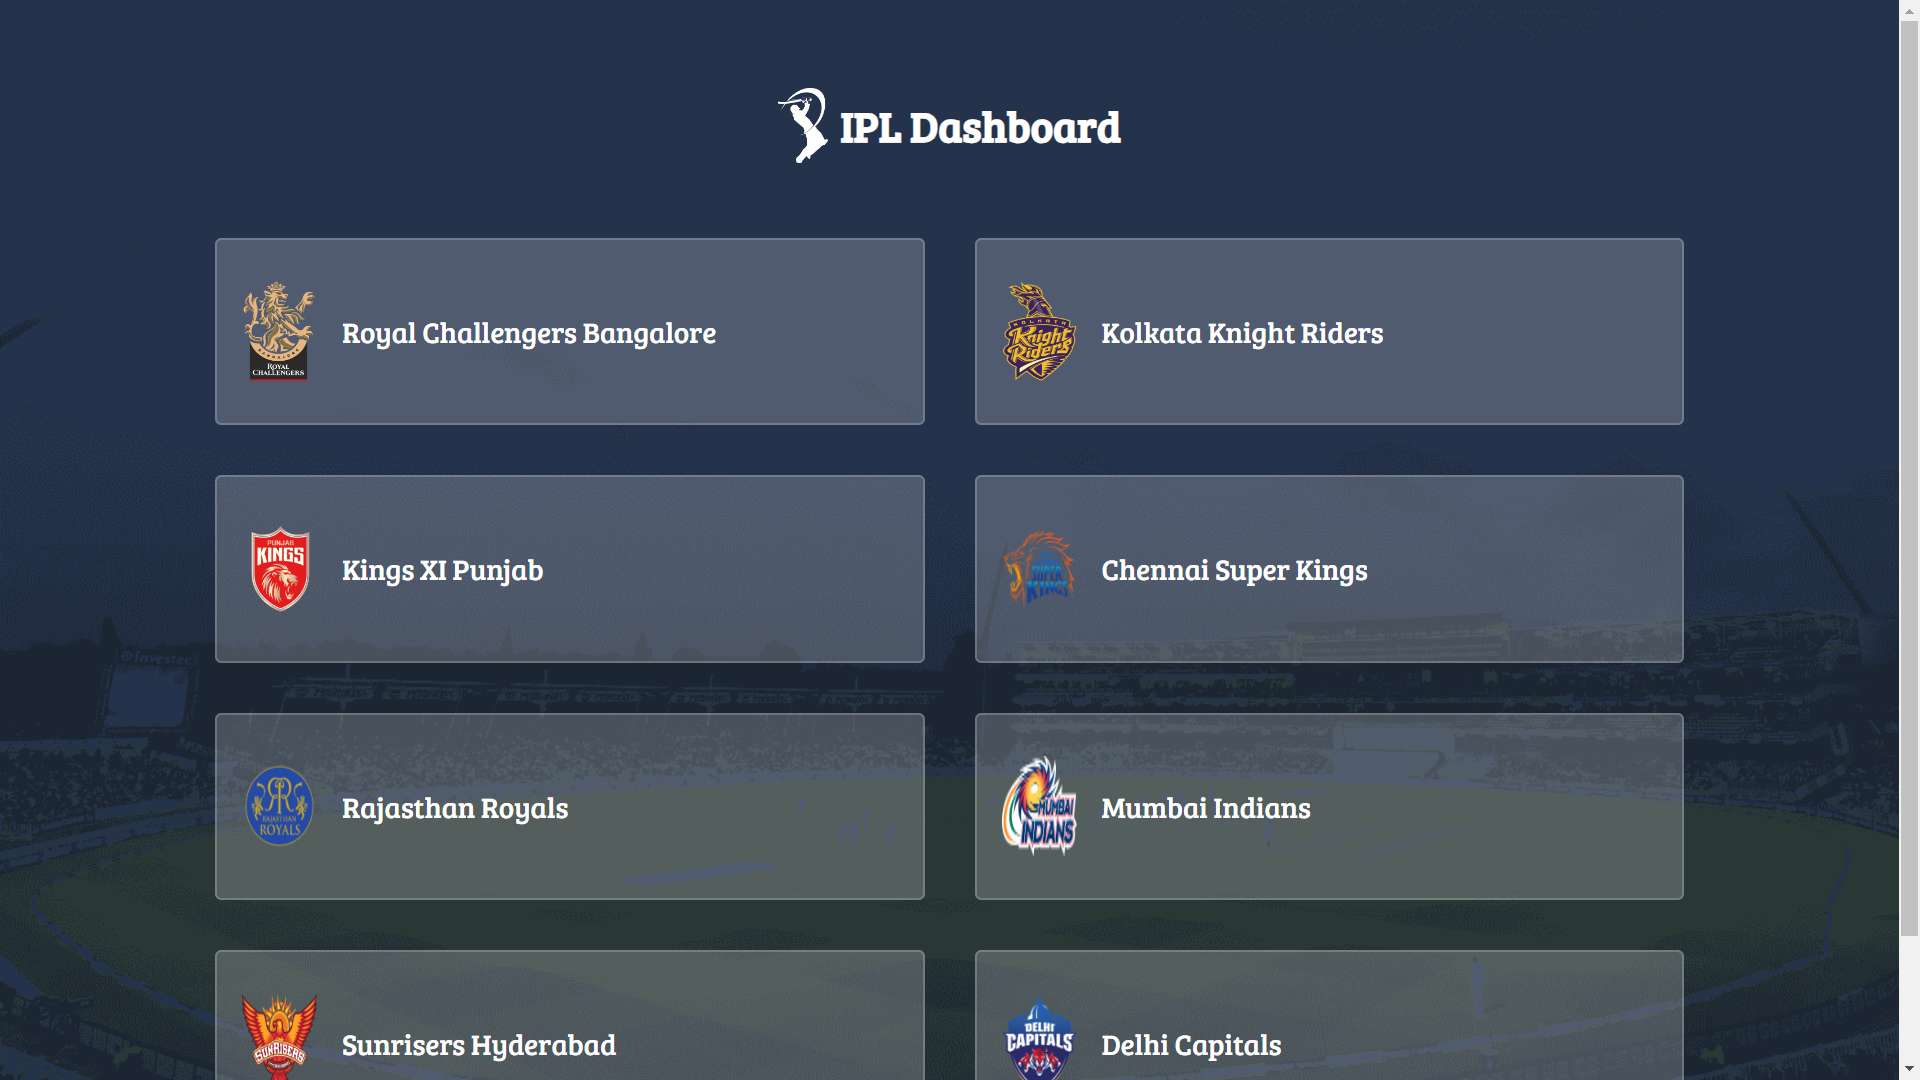 IPL Dashboard
BANGALORE
ROYAL
CHALLENGERS
Royal Challengers Bangalore
KOLKATA
Knight
Riders
Kolkata Knight Riders
PUNJAB
KINGS
Kings XI Punjab
SUPER
KINGS
Chennai Super Kings
@Investec
RAJASTHAN
ROYALS
Rajasthan Royals
MUMBAI
INDIANS
Mumbai Indians
SUNRISERS
Sunrisers Hyderabad
DELHI
CAPITALS
Delhi Capitals